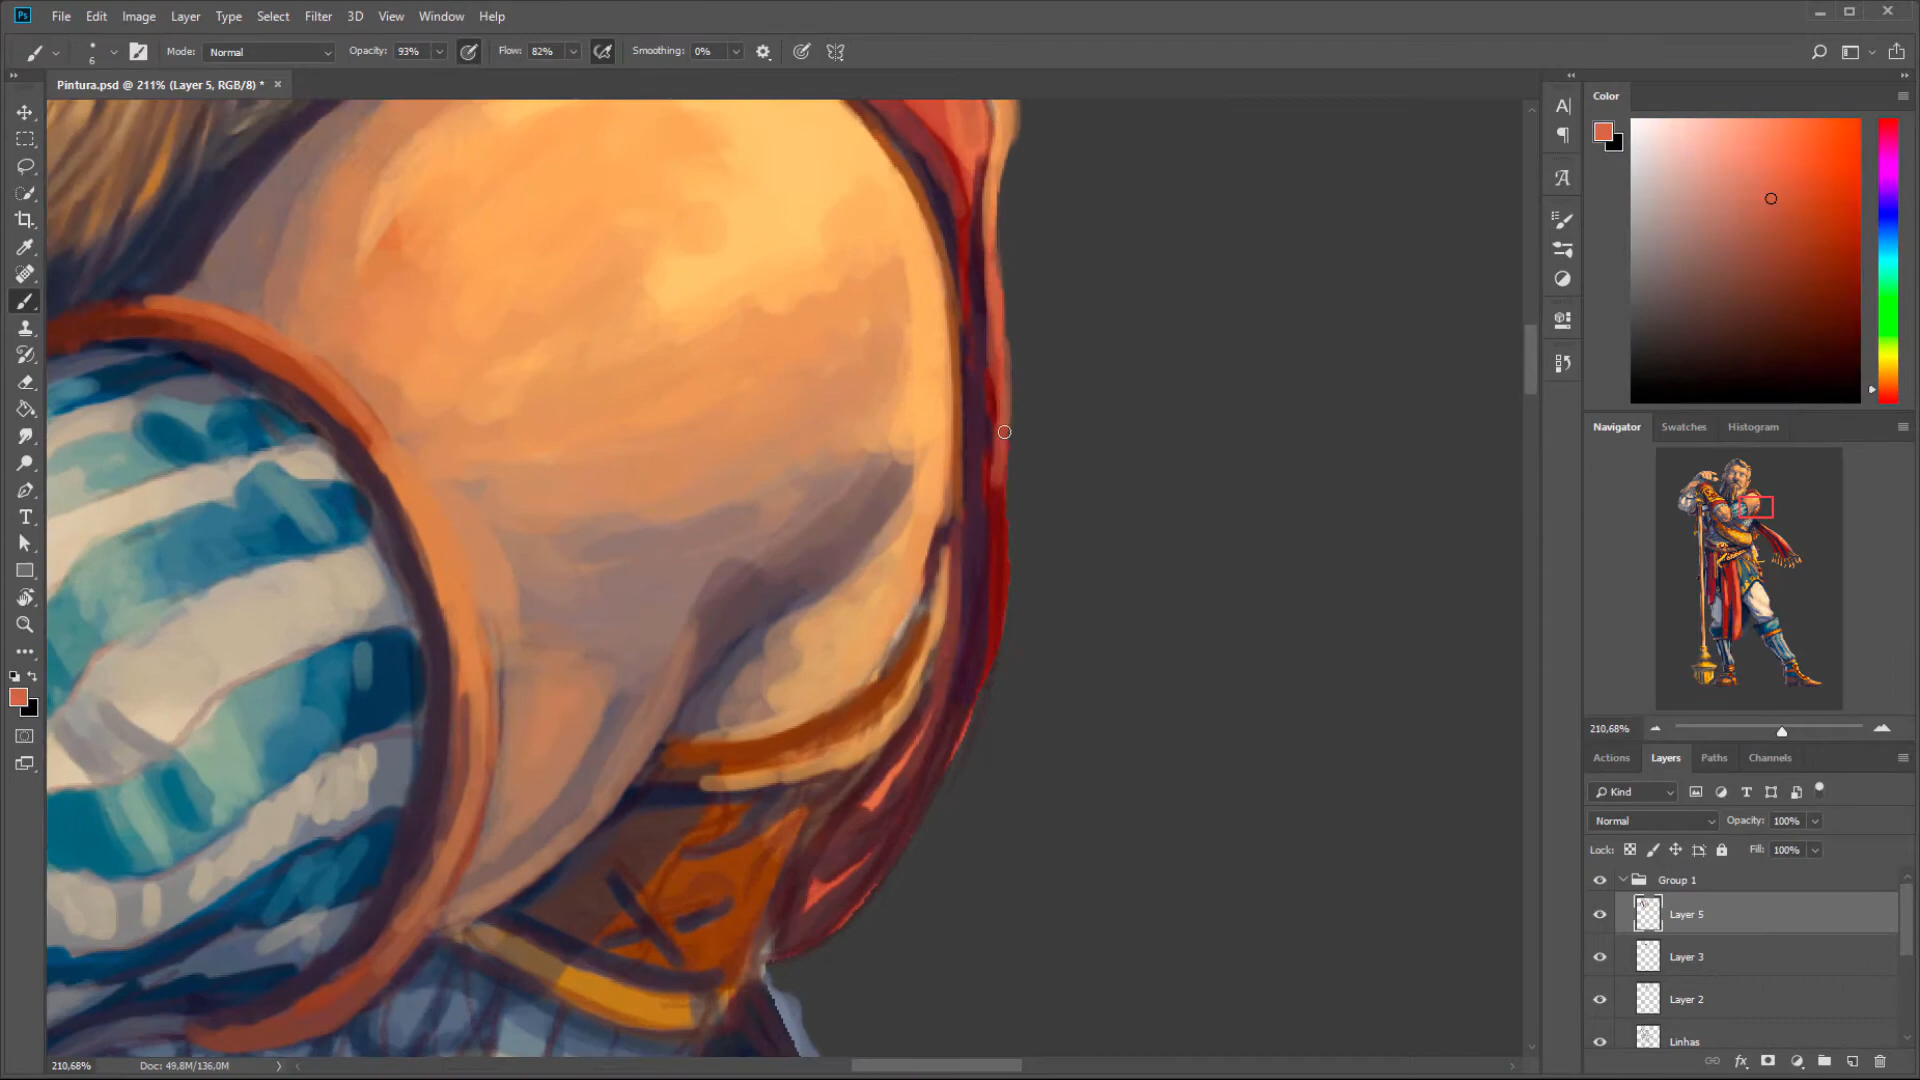 Ps File Edit Image Layer Type Select Filter 3D View Window Help
6 Mode: Normal Opacity: 93% Flow: 82% Smoothing: 0%
Pintura.psd @ 211% (Layer 5, RGB/8) * ×
Color
Navigator Swatches Histogram
210,68%
Actions Layers Paths Channels
Kind
Normal Opacity: 100%
Lock: Fill: 100%
Group 1
Layer 5
Layer 3
Layer 2
Linhas
210,68% Doc: 49,8M/136,0M